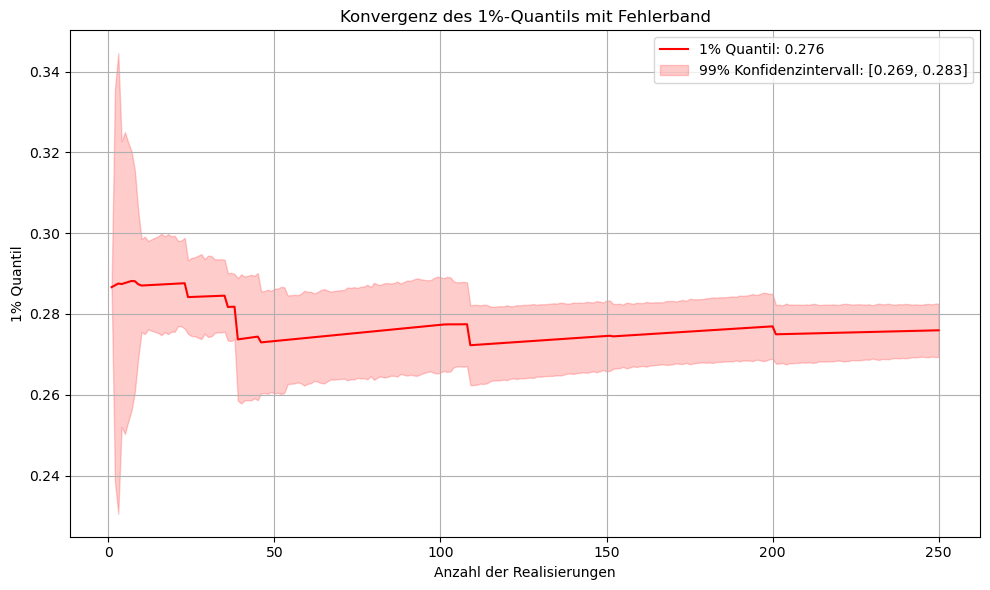 Konvergenz des 1%-Quantils mit Fehlerband
1% Quantil: 0.276
99% Konfidenzintervall: [0.269, 0.283]
1% Quantil
0.34
0.32
0.30
0.28
0.26
0.24
0
50
100
150
200
250
Anzahl der Realisierungen